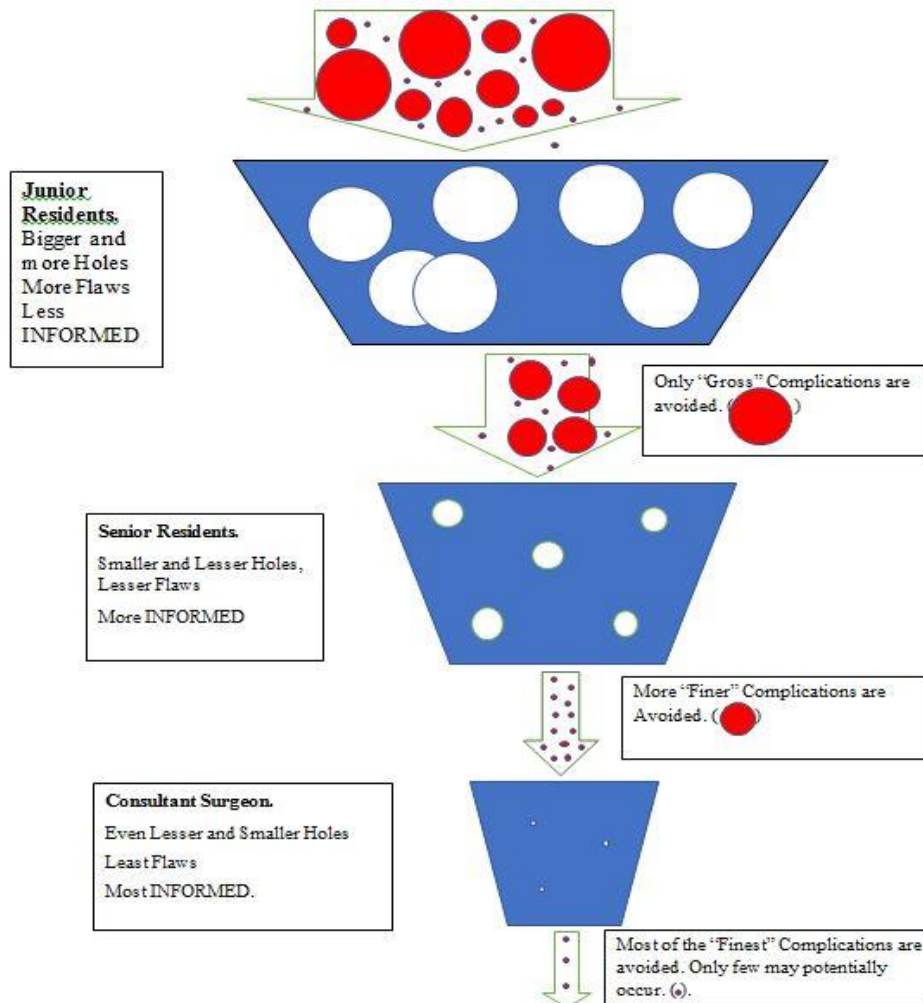 Junior
Residents.
Bigger and
more Holes
More Flaws
Less
INFORMED
Only “Gross” Complications are
avoided. ( )
Senior Residents.
Smaller and Lesser Holes,
Lesser Flaws
More INFORMED
More “Finer” Complications are
Avoided. ( )
Consultant Surgeon.
Even Lesser and Smaller Holes
Least Flaws
Most INFORMED.
Most of the “Finest” Complications are
avoided. Only few may potentially
occur. ( ).